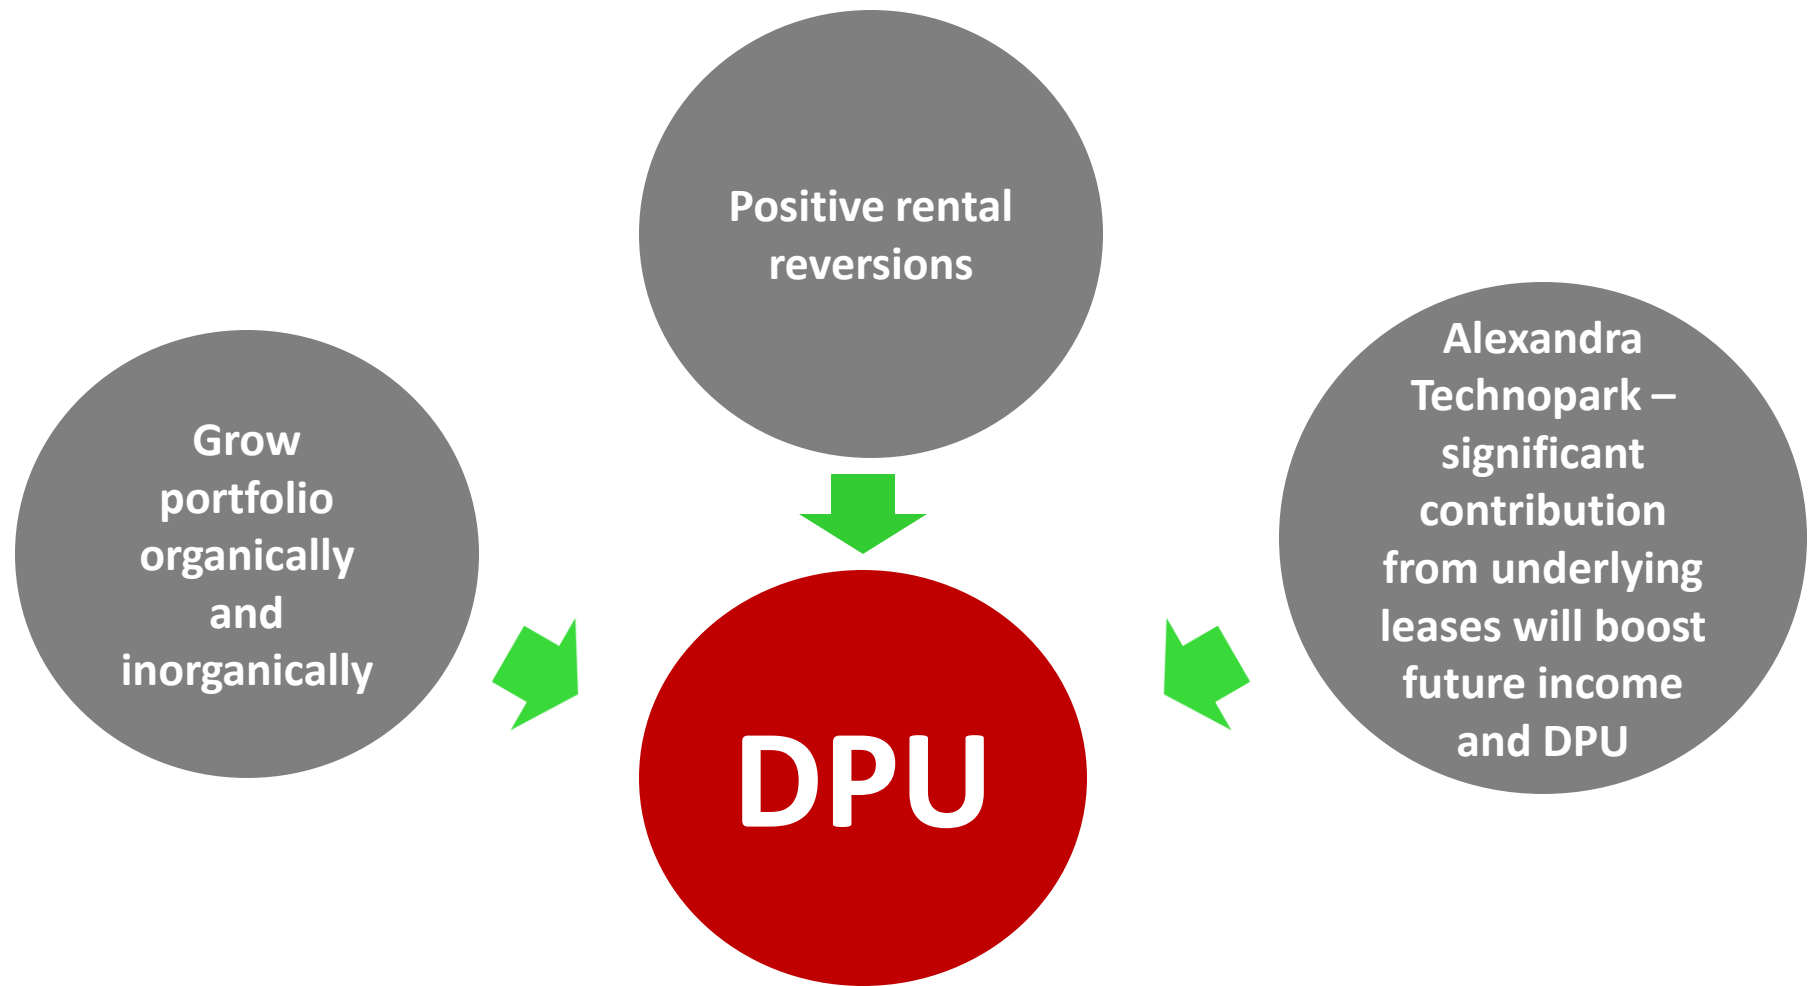 Positive rental
reversions
Grow
portfolio
organically
and
inorganically
Alexandra
Technopark –
significant
contribution
from underlying
leases will boost
future income
and DPU
DPU